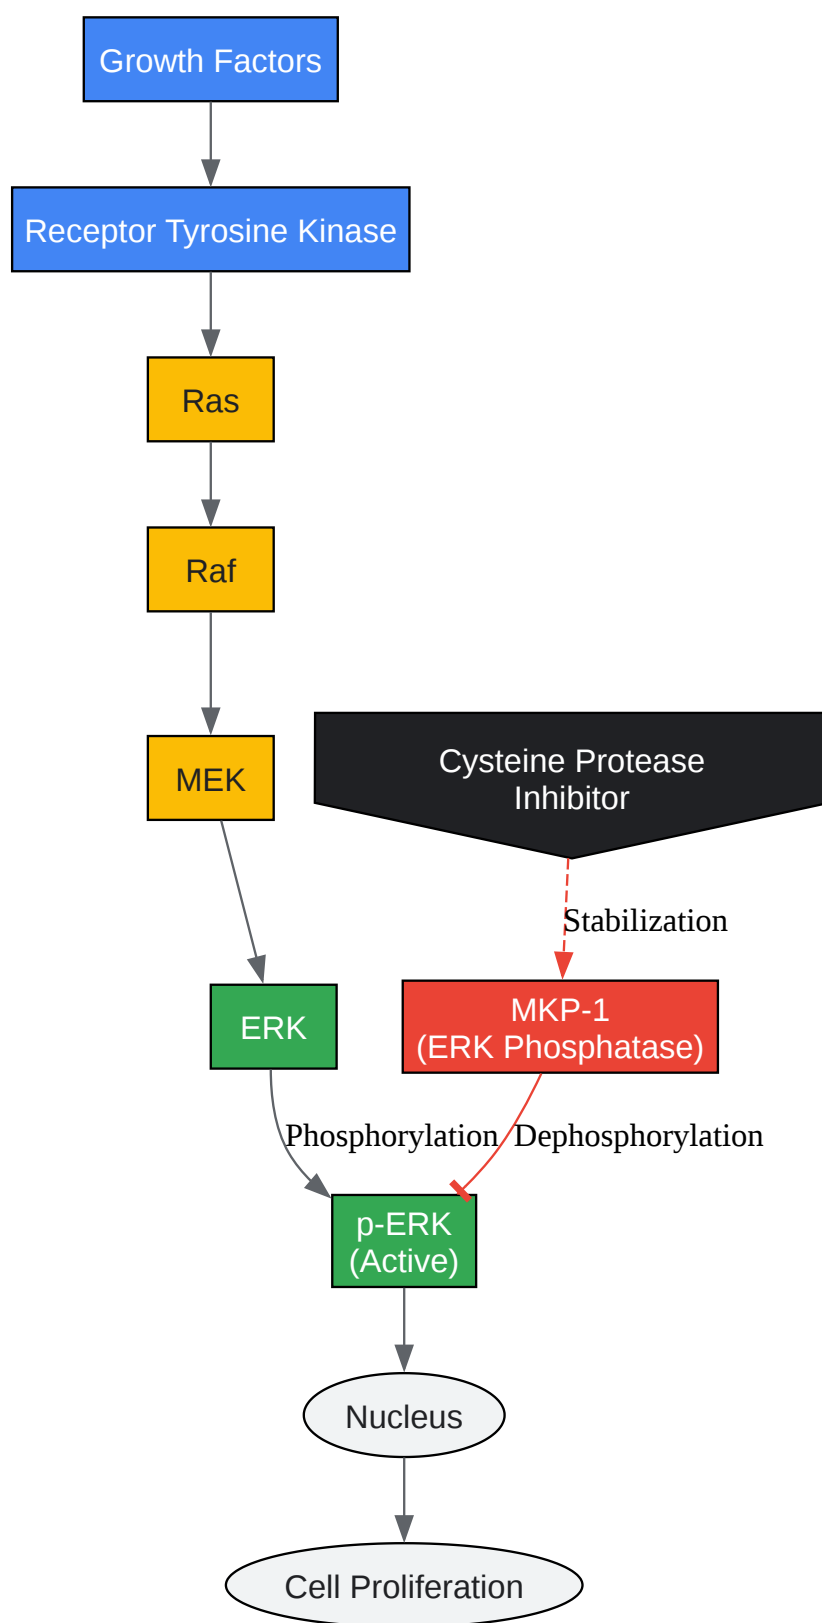 Growth Factors
Receptor Tyrosine Kinase
Ras
Raf
MEK
Cysteine Protease
Inhibitor
Stabilization
ERK
MKP-1
(ERK Phosphatase)
Phosphorylation
Dephosphorylation
p-ERK
(Active)
Nucleus
Cell Proliferation